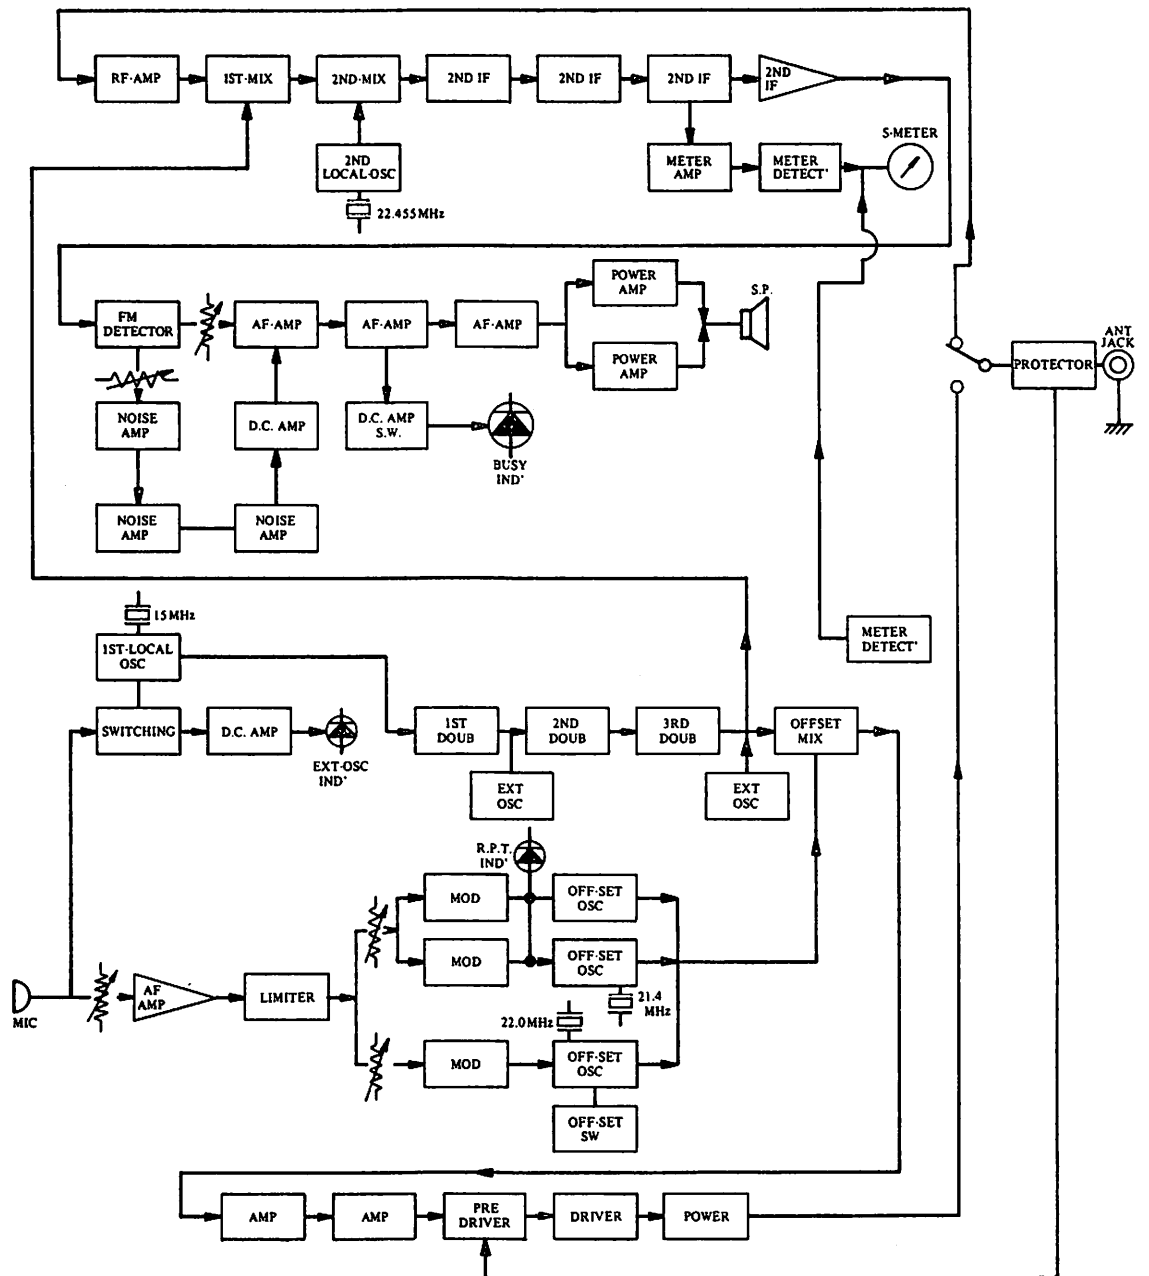 RF·AMP
1ST·MIX
2ND·MIX
2ND IF
2ND IF
2ND IF
2ND
IF
S·METER
2ND
LOCAL·OSC
METER
AMP
METER
DETECT'
22.455MHz
FM
DETECTOR
AF·AMP
AF·AMP
AF·AMP
POWER
AMP
S.P.
POWER
AMP
ANT
JACK
PROTECTOR
NOISE
AMP
D.C. AMP
D.C. AMP
S.W.
BUSY
IND'
NOISE
AMP
NOISE
AMP
15MHz
1ST·LOCAL
OSC
METER
DETECT'
SWITCHING
D.C. AMP
EXT·OSC
IND'
1ST
DOUB
2ND
DOUB
3RD
DOUB
OFFSET
MIX
EXT
OSC
EXT
OSC
R.P.T.
IND'
MOD
OFF·SET
OSC
MOD
OFF·SET
OSC
MIC
AF
AMP
LIMITER
21.4
MHz
22.0MHz
MOD
OFF·SET
OSC
OFF·SET
SW
AMP
AMP
PRE
DRIVER
DRIVER
POWER